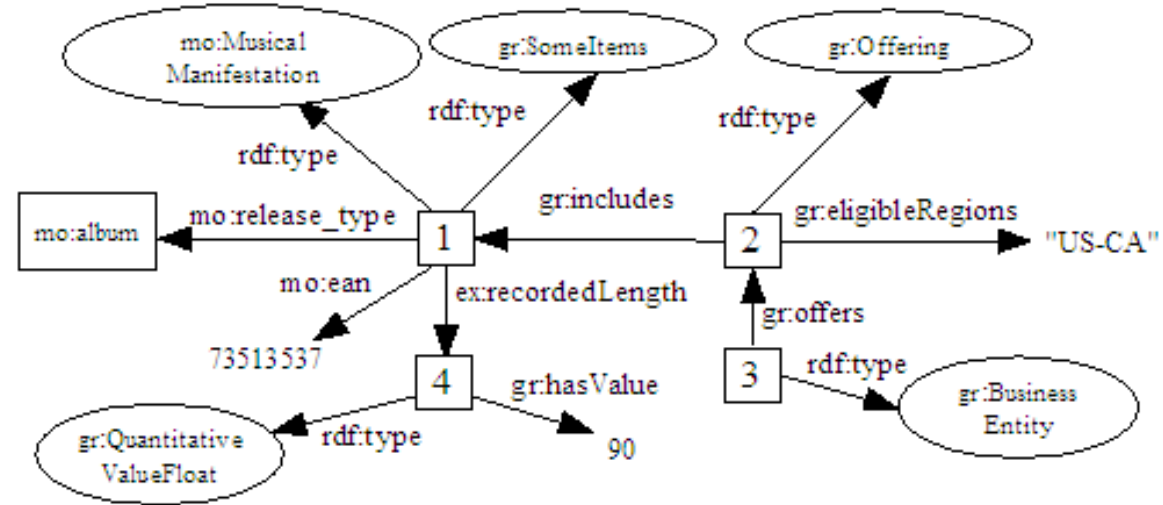 mo:Musical
Manifestation
gr:SomeItems
gr:Offering
rdf:type
rdf:type
rdf:type
mo:album
mo:release_type
1
gr:includes
2
gr:eligibleRegions
"US-CA"
mo:ean
ex:recordedLength
gr:offers
73513537
4
gr:hasValue
3
rdf:type
gr:Business
Entity
gr:Quantitative
ValueFloat
rdf:type
90